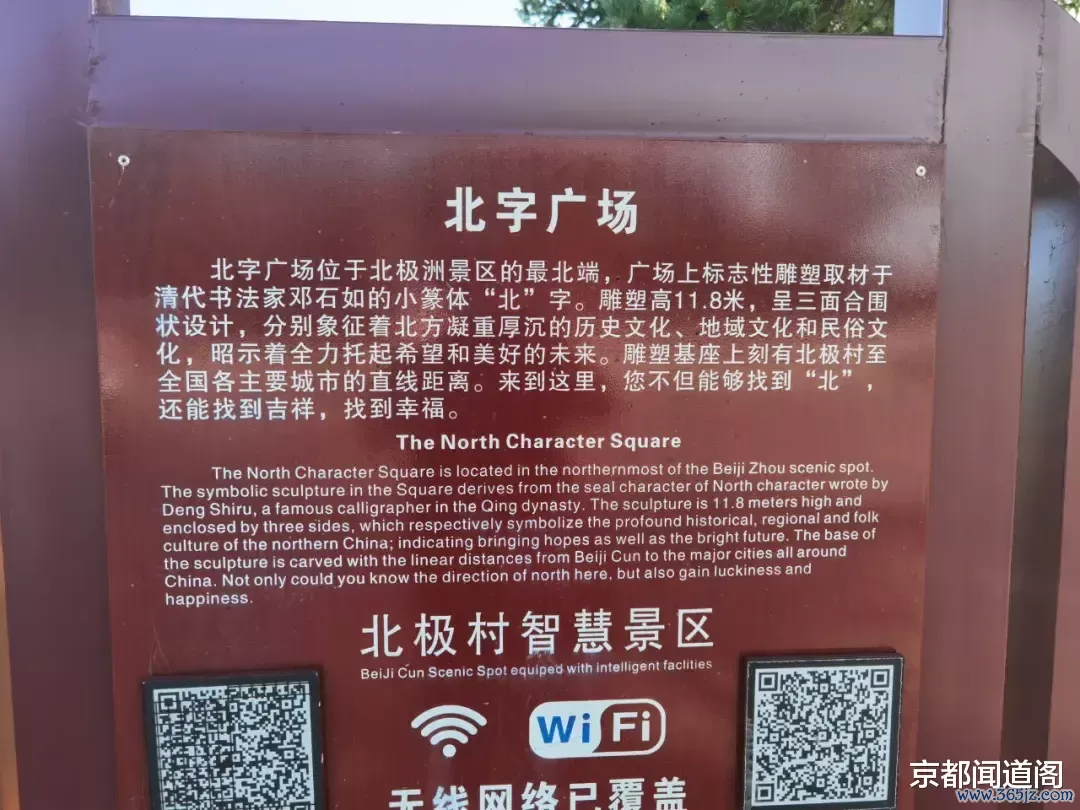 北字广场
北字广场位于北极洲景区的最北端，广场上标志性雕塑取材于
清代书法家邓石如的小篆体“北”字。雕塑高11.8米，呈三面合围
状设计，分别象征着北方凝重厚沉的历史文化、地域文化和民俗文
化，昭示着全力托起希望和美好的未来。雕塑基座上刻有北极村至
全国各主要城市的直线距离。来到这里，您不但能够找到“北”，
还能找到吉祥，找到幸福。
The North Character Square
The North Character Square is located in the northernmost of the Beiji Zhou scenic spot.
The symbolic sculpture in the Square derives from the seal character of North character wrote by
Deng Shiru, a famous calligrapher in the Qing dynasty. The sculpture is 11.8 meters high and
enclosed by three sides, which respectively symbolize the profound historical, regional and folk
culture of the northern China; indicating bringing hopes as well as the bright future. The base of
the sculpture is carved with the linear distances from Beiji Cun to the major cities all around
China. Not only could you know the direction of north here, but also gain luckiness and
happiness.
北极村智慧景区
BeiJi Cun Scenic Spot equiped with intelligent faclities
Wi Fi
无线网络已覆盖
京都闻道阁
www.365jz.com